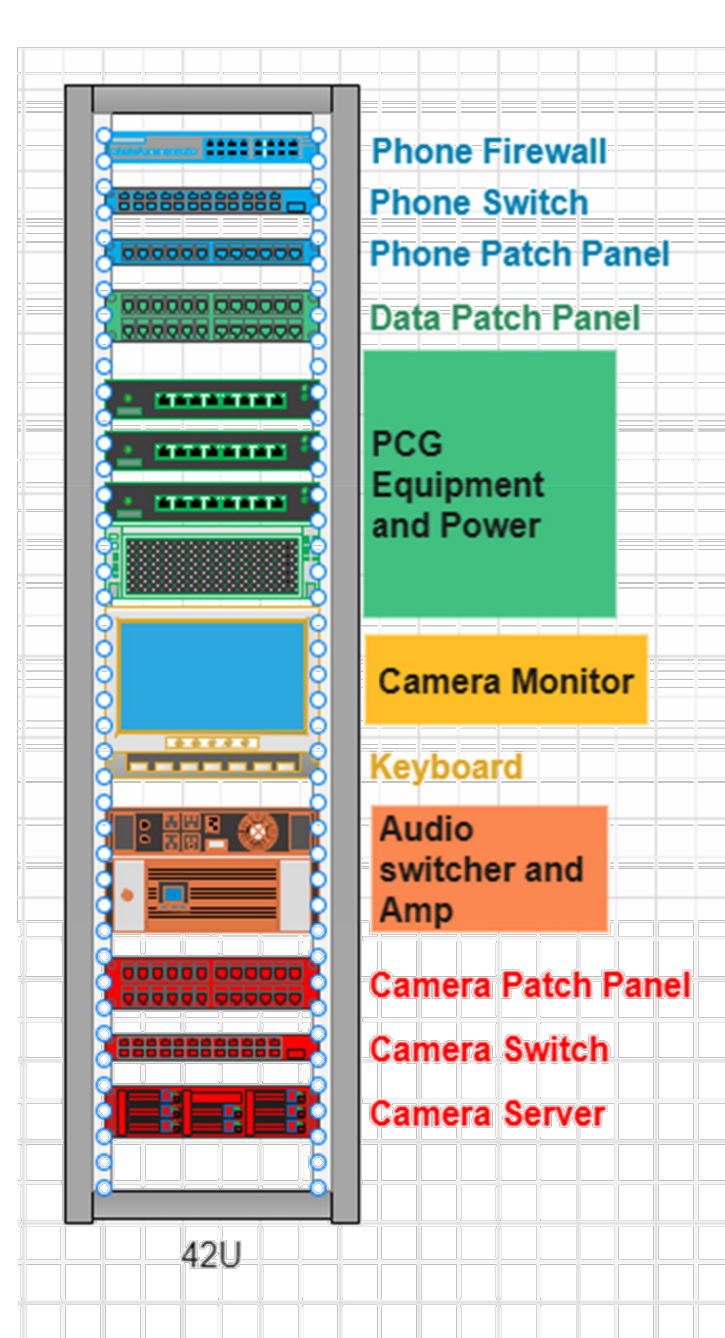 Phone Firewall
Phone Switch
Phone Patch Panel
Data Patch Panel
PCG
Equipment
and Power
Camera Monitor
Keyboard
Audio
switcher and
Amp
Camera Patch Panel
Camera Switch
Camera Server
42U